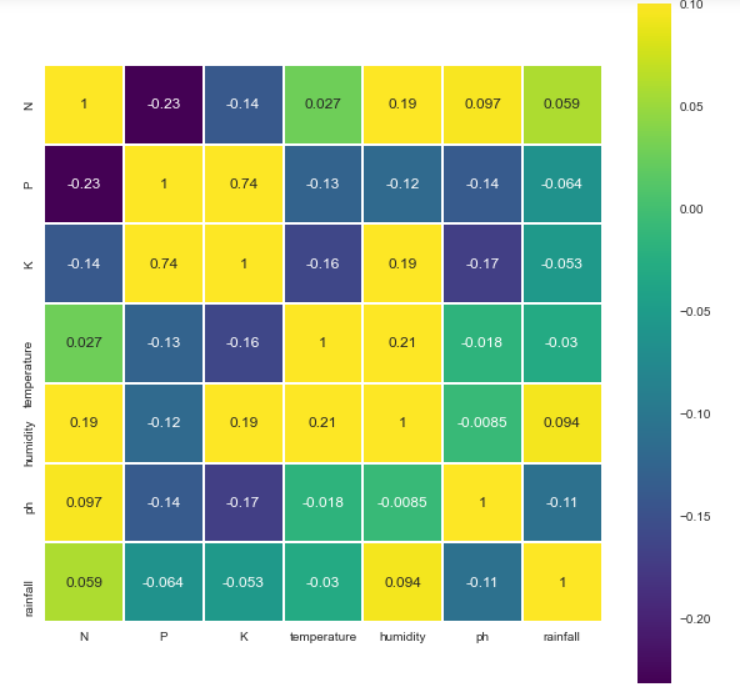 0.10
N 1 -0.23 -0.14 0.027 0.19 0.097 0.059
0.05
P -0.23 1 0.74 -0.13 -0.12 -0.14 -0.064
0.00
K -0.14 0.74 1 -0.16 0.19 -0.17 -0.053
−0.05
temperature 0.027 -0.13 -0.16 1 0.21 -0.018 -0.03
−0.10
humidity 0.19 -0.12 0.19 0.21 1 -0.0085 0.094
ph 0.097 -0.14 -0.17 -0.018 -0.0085 1 -0.11
−0.15
rainfall 0.059 -0.064 -0.053 -0.03 0.094 -0.11 1
−0.20
N P K temperature humidity ph rainfall